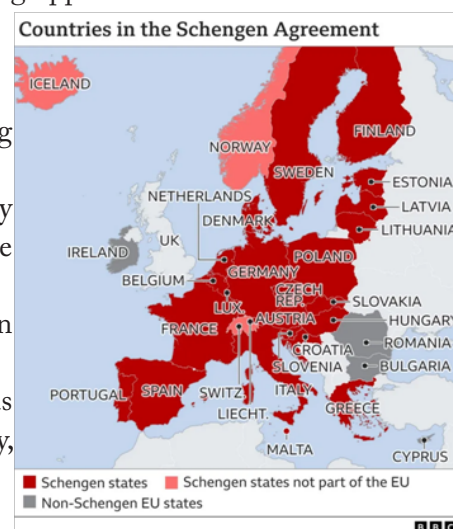 Countries in the Schengen Agreement
ICELAND
FINLAND
NORWAY
SWEDEN
ESTONIA
NETHERLANDS
LATVIA
DENMARK
LITHUANIA
UK
IRELAND
POLAND
GERMANY
BELGIUM
CZECH
REP.
LUX
SLOVAKIA
AUSTRIA
HUNGARY
FRANCE
ROMANIA
CROATIA
SLOVENIA
BULGARIA
PORTUGAL
SPAIN
SWITZ
ITALY
LIECHT.
GREECE
MALTA
CYPRUS
Schengen states
Schengen states not part of the EU
Non-Schengen EU states